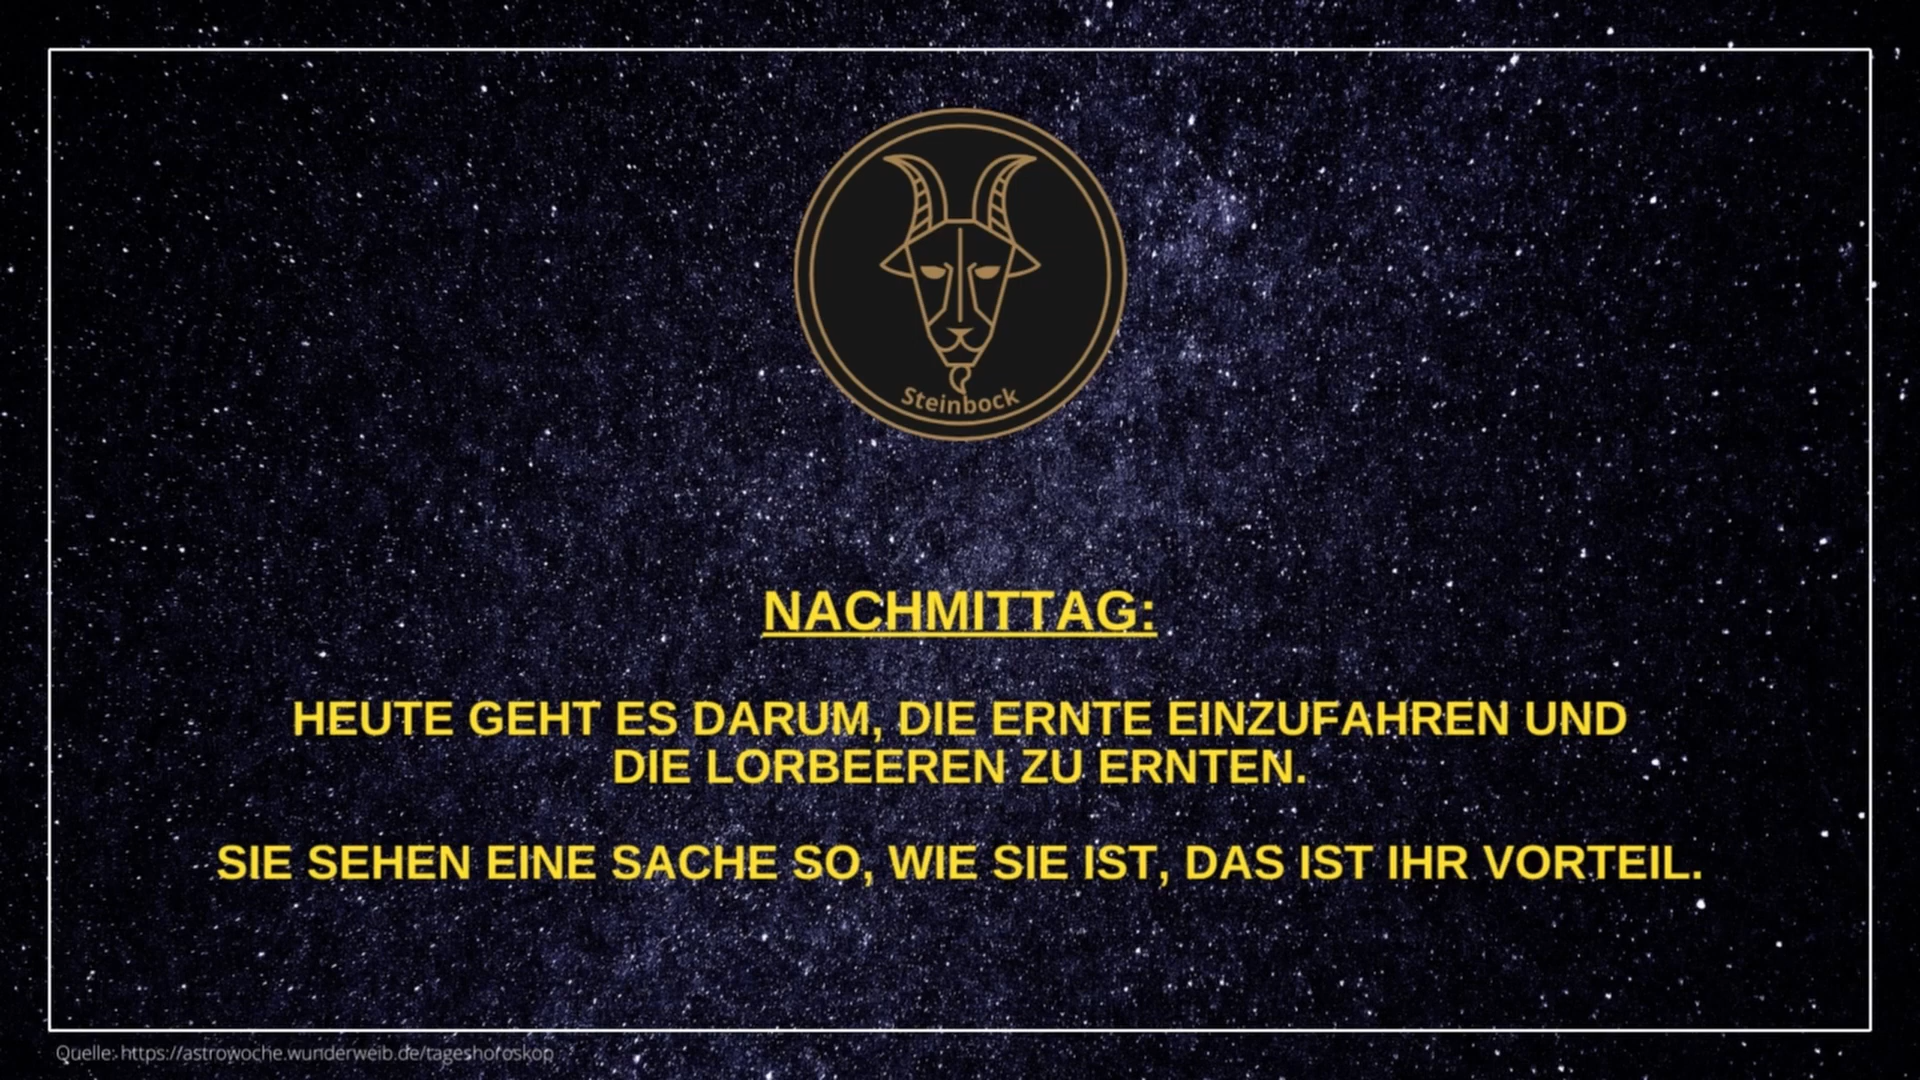 Steinbock
NACHMITTAG:
HEUTE GEHT ES DARUM, DIE ERNTE EINZUFAHREN UND
DIE LORBEEREN ZU ERNTEN.
SIE SEHEN EINE SACHE SO, WIE SIE IST, DAS IST IHR VORTEIL.
Quelle: https://astrowoche.wunderweib.de/tageshoroskop